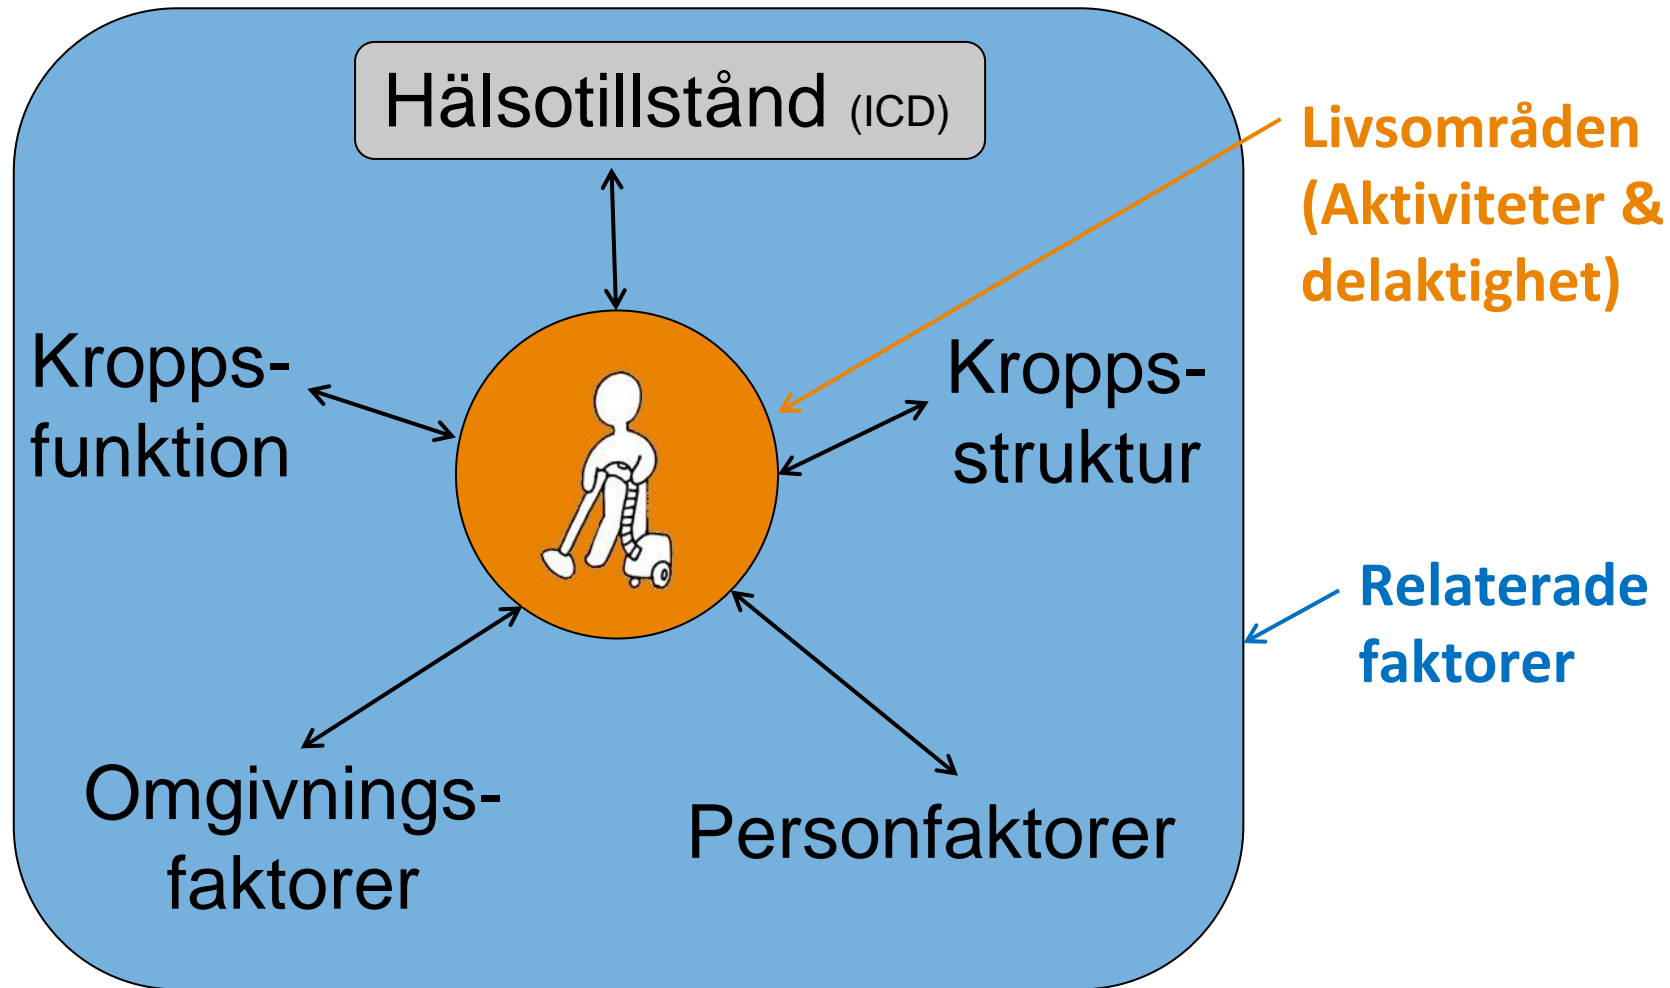 Hälsotillstånd (ICD)
Livsområden
(Aktiviteter &
delaktighet)
Kropps-
funktion
Kropps-
struktur
Relaterade
faktorer
Omgivnings-
faktorer
Personfaktorer